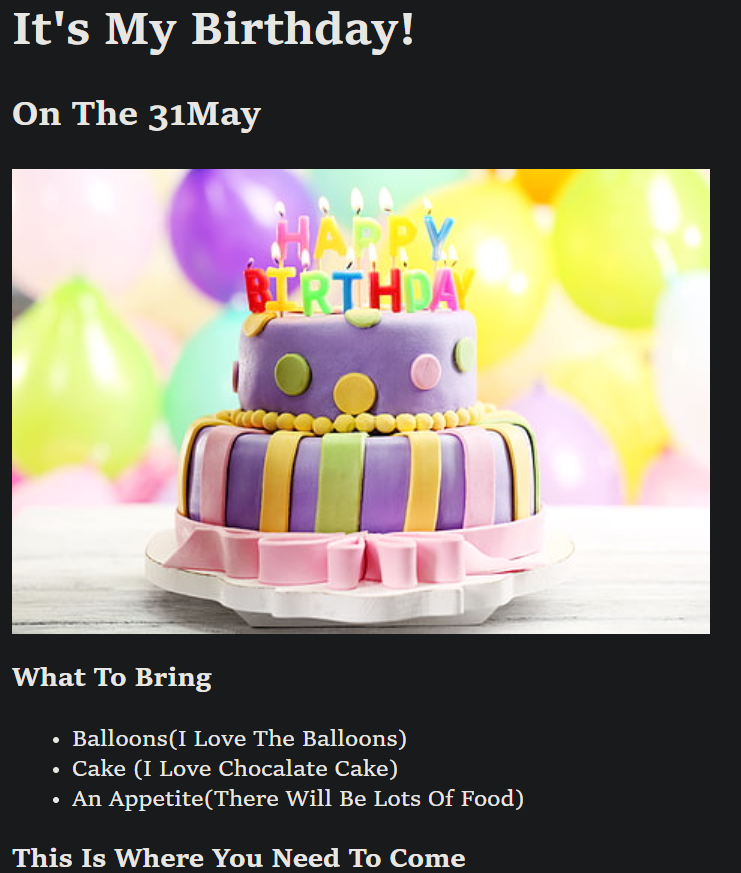 It's My Birthday!
On The 31May
HAPPY
BIRTHDAY
What To Bring
Balloons(I Love The Balloons)
Cake (I Love Chocalate Cake)
An Appetite(There Will Be Lots Of Food)
This Is Where You Need To Come